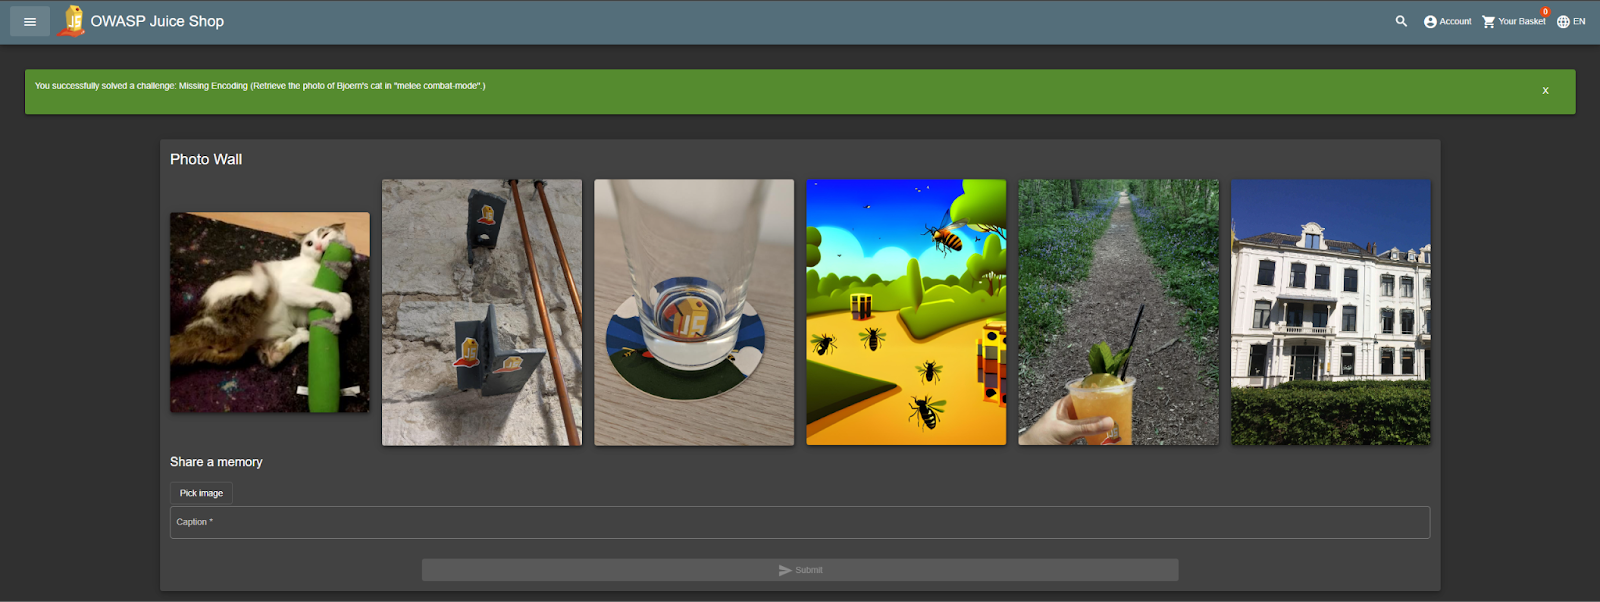 OWASP Juice Shop
Account
Your Basket
0
EN
You successfully solved a challenge: Missing Encoding (Retrieve the photo of Bjoern's cat in "melee combat-mode".)
X
Photo Wall
JS
Share a memory
Pick image
Caption *
Submit